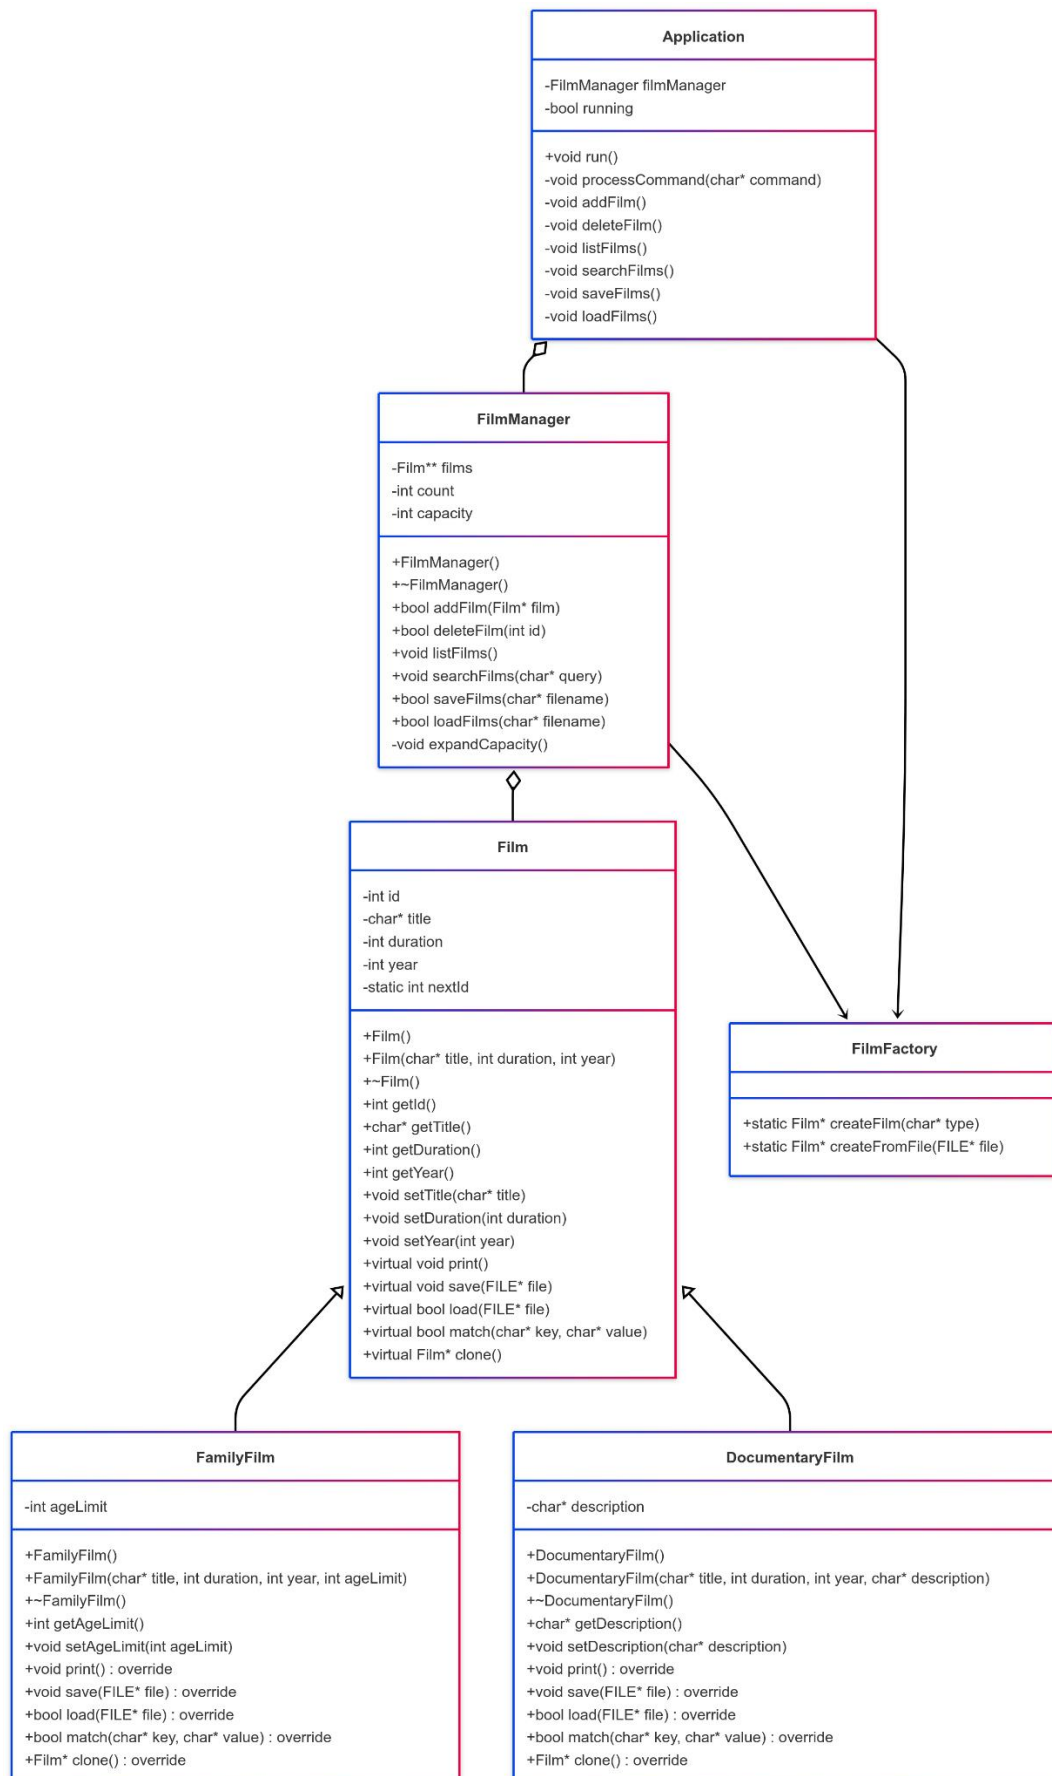 Application
-FilmManager filmManager
-bool running
+void run()
-void processCommand(char* command)
-void addFilm()
-void deleteFilm()
-void listFilms()
-void searchFilms()
-void saveFilms()
-void loadFilms()
FilmManager
-Film** films
-int count
-int capacity
+FilmManager()
+~FilmManager()
+bool addFilm(Film* film)
+bool deleteFilm(int id)
+void listFilms()
+void searchFilms(char* query)
+bool saveFilms(char* filename)
+bool loadFilms(char* filename)
-void expandCapacity()
Film
-int id
-char* title
-int duration
-int year
-static int nextId
+Film()
+Film(char* title, int duration, int year)
+~Film()
+int getId()
+char* getTitle()
+int getDuration()
+int getYear()
+void setTitle(char* title)
+void setDuration(int duration)
+void setYear(int year)
+virtual void print()
+virtual void save(FILE* file)
+virtual bool load(FILE* file)
+virtual bool match(char* key, char* value)
+virtual Film* clone()
FilmFactory
+static Film* createFilm(char* type)
+static Film* createFromFile(FILE* file)
FamilyFilm
-int ageLimit
+FamilyFilm()
+FamilyFilm(char* title, int duration, int year, int ageLimit)
+~FamilyFilm()
+int getAgeLimit()
+void setAgeLimit(int ageLimit)
+void print() : override
+void save(FILE* file) : override
+bool load(FILE* file) : override
+bool match(char* key, char* value) : override
+Film* clone() : override
DocumentaryFilm
-char* description
+DocumentaryFilm()
+DocumentaryFilm(char* title, int duration, int year, char* description)
+~DocumentaryFilm()
+char* getDescription()
+void setDescription(char* description)
+void print() : override
+void save(FILE* file) : override
+bool load(FILE* file) : override
+bool match(char* key, char* value) : override
+Film* clone() : override